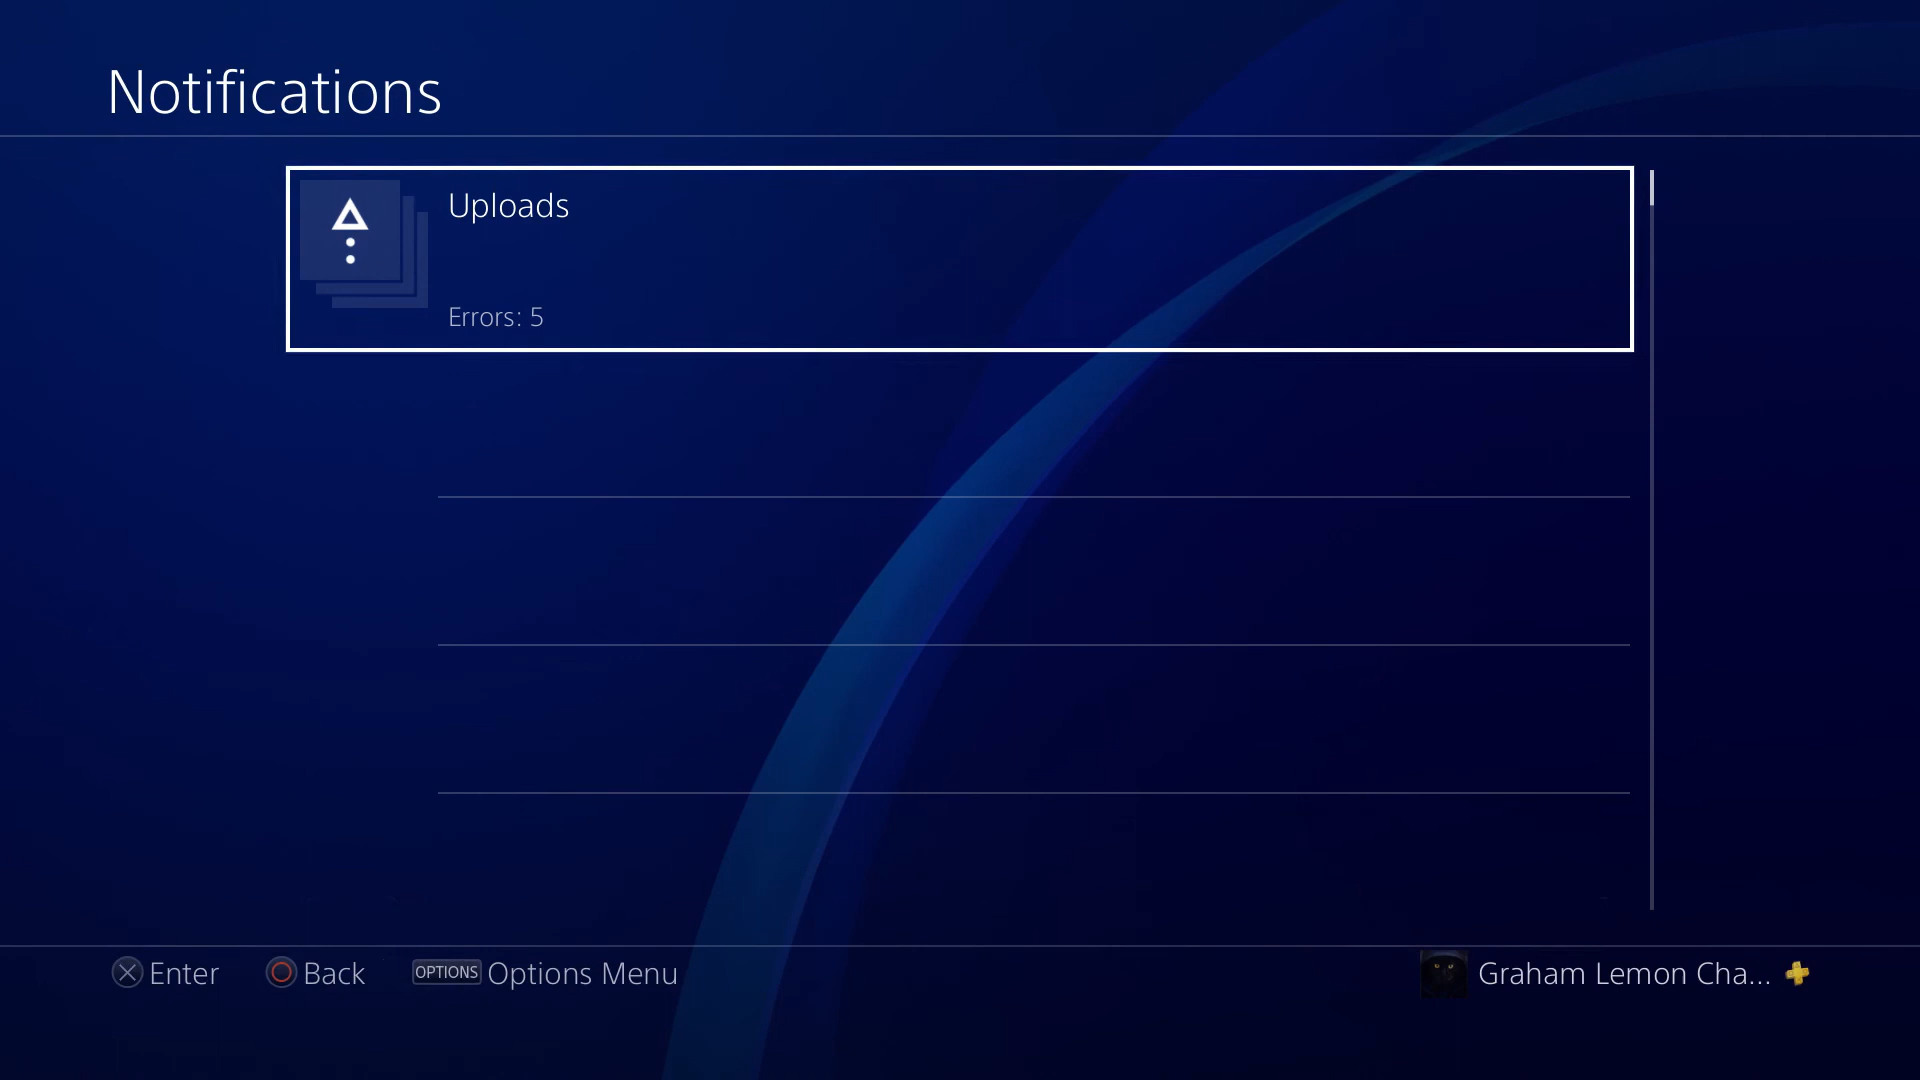 Notifications
Uploads
Errors: 5
Enter
Back
OPTIONS
Options Menu
Graham Lemon Cha...